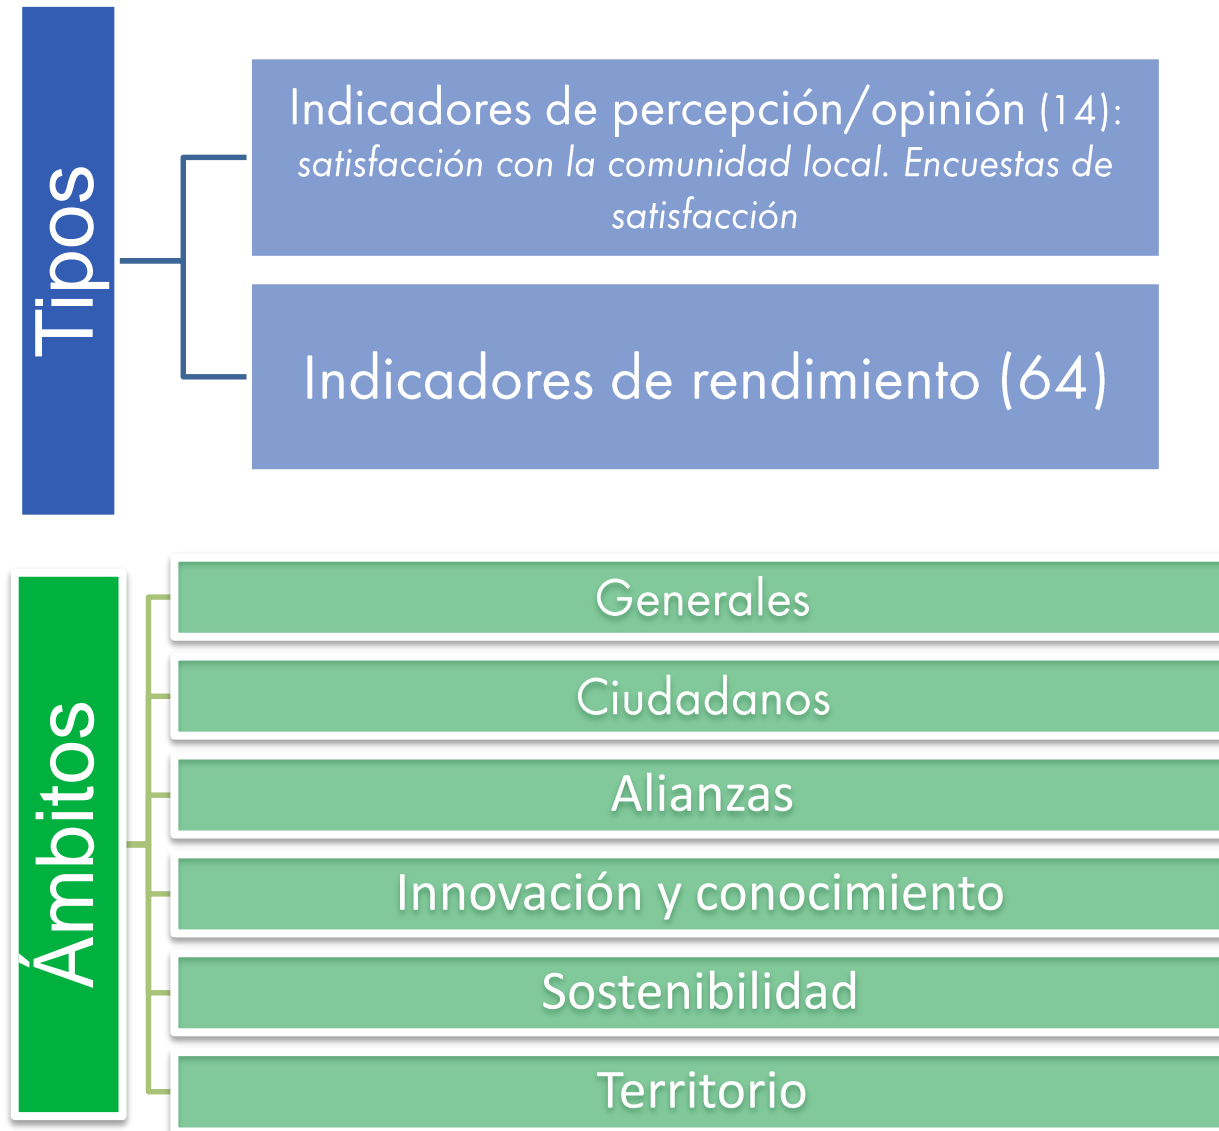 Tipos
Indicadores de percepción/opinión (14):
satisfacción con la comunidad local. Encuestas de
satisfacción
Indicadores de rendimiento (64)
Ámbitos
Generales
Ciudadanos
Alianzas
Innovación y conocimiento
Sostenibilidad
Territorio